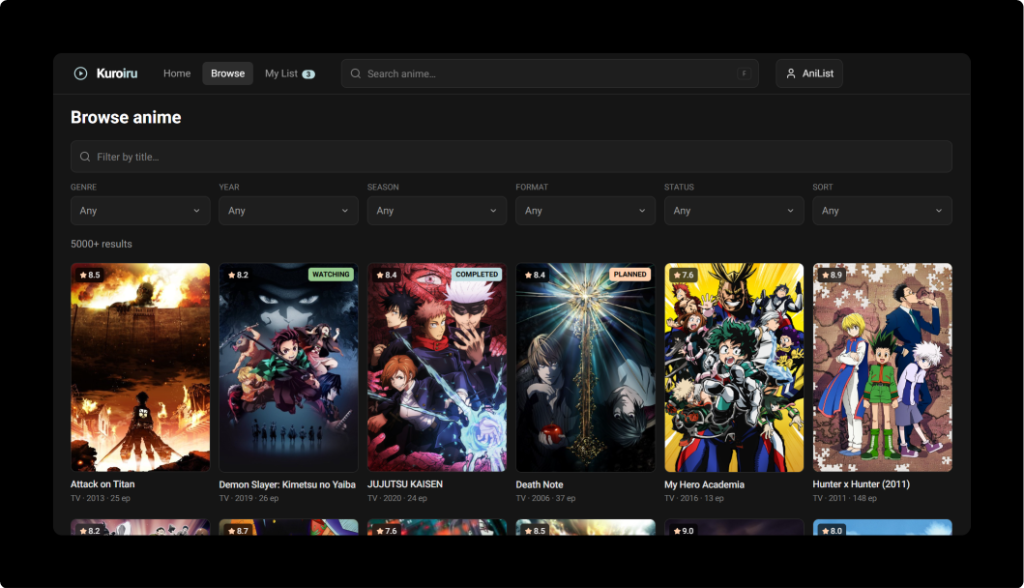 Kuroiru Home Browse My List 3 Search anime... F AniList
Browse anime
Filter by title...
GENRE YEAR SEASON FORMAT STATUS SORT
Any Any Any Any Any Any
5000+ results
8.5 8.2 WATCHING 8.4 COMPLETED 8.4 PLANNED 7.6 8.9
Attack on Titan Demon Slayer: Kimetsu no Yaiba JUJUTSU KAISEN Death Note My Hero Academia Hunter x Hunter (2011)
TV · 2013 · 25 ep TV · 2019 · 26 ep TV · 2020 · 24 ep TV · 2006 · 37 ep TV · 2016 · 13 ep TV · 2011 · 148 ep
8.2 8.7 7.6 8.5 9.0 8.0